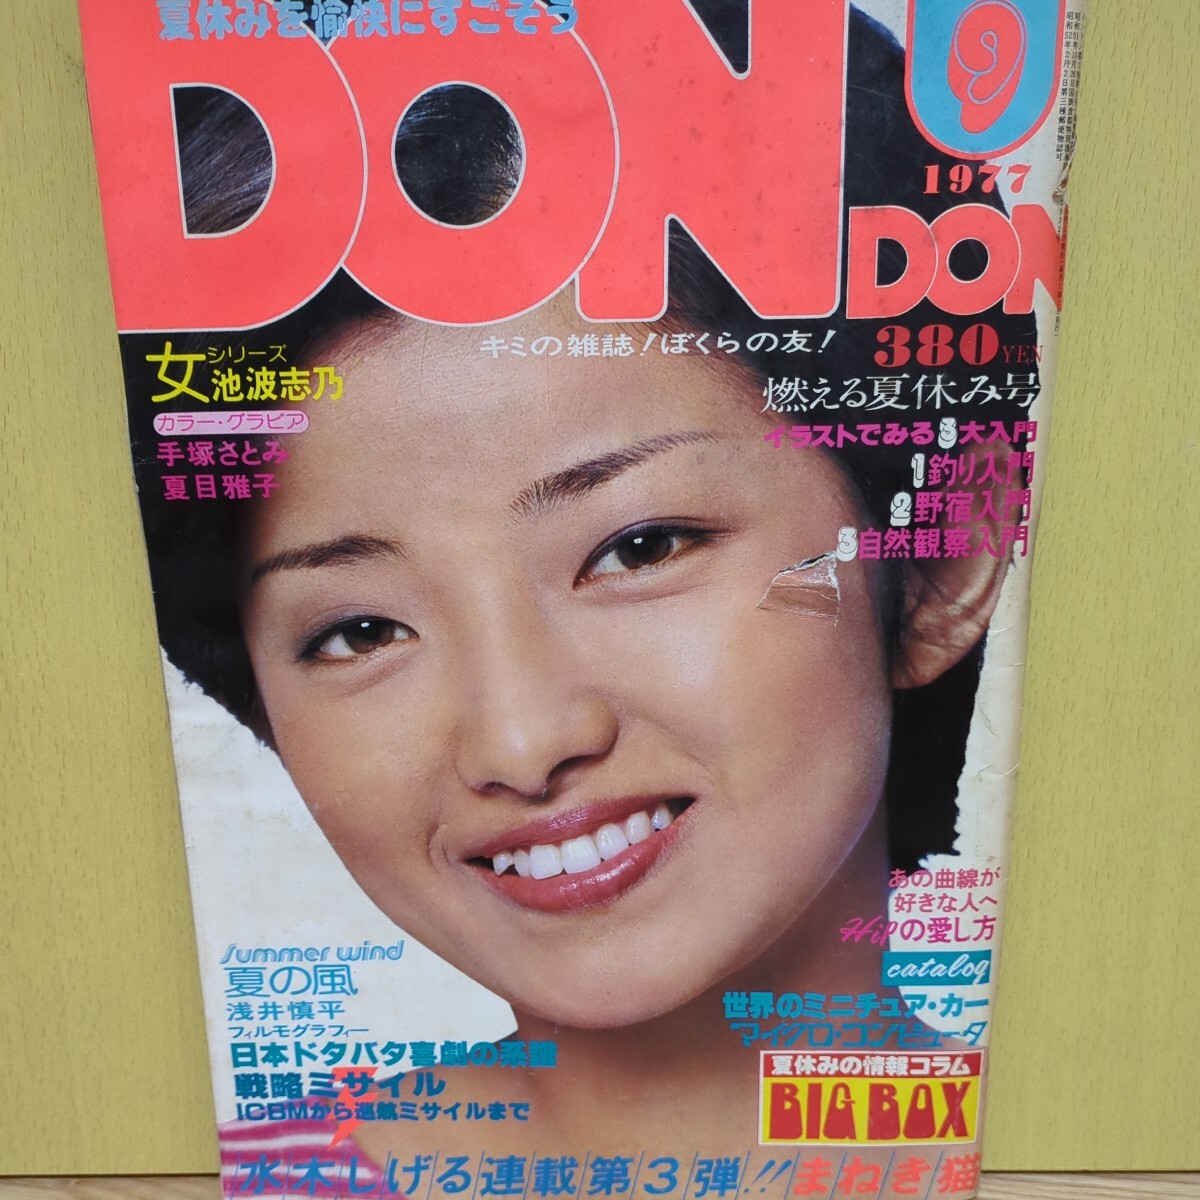 夏休みを愉快にすごそう
DON
9
1977
DON
キミの雑誌！ぼくらの友！
380YEN
女シリーズ
池波志乃
カラー・グラビア
手塚さとみ
夏目雅子
燃える夏休み号
イラストでみる3大入門
1釣り入門
2野宿入門
3自然観察入門
あの曲線が
好きな人へ
Hipの愛し方
catalog
世界のミニチュア・カー
マイクロ・コンピュータ
夏休みの情報コラム
BIG BOX
Summer wind
夏の風
浅井慎平
フィルモグラフィー
日本ドタバタ喜劇の系譜
戦略ミサイル
ICBMから巡航ミサイルまで
水木しげる連載第3弾!!まねき猫